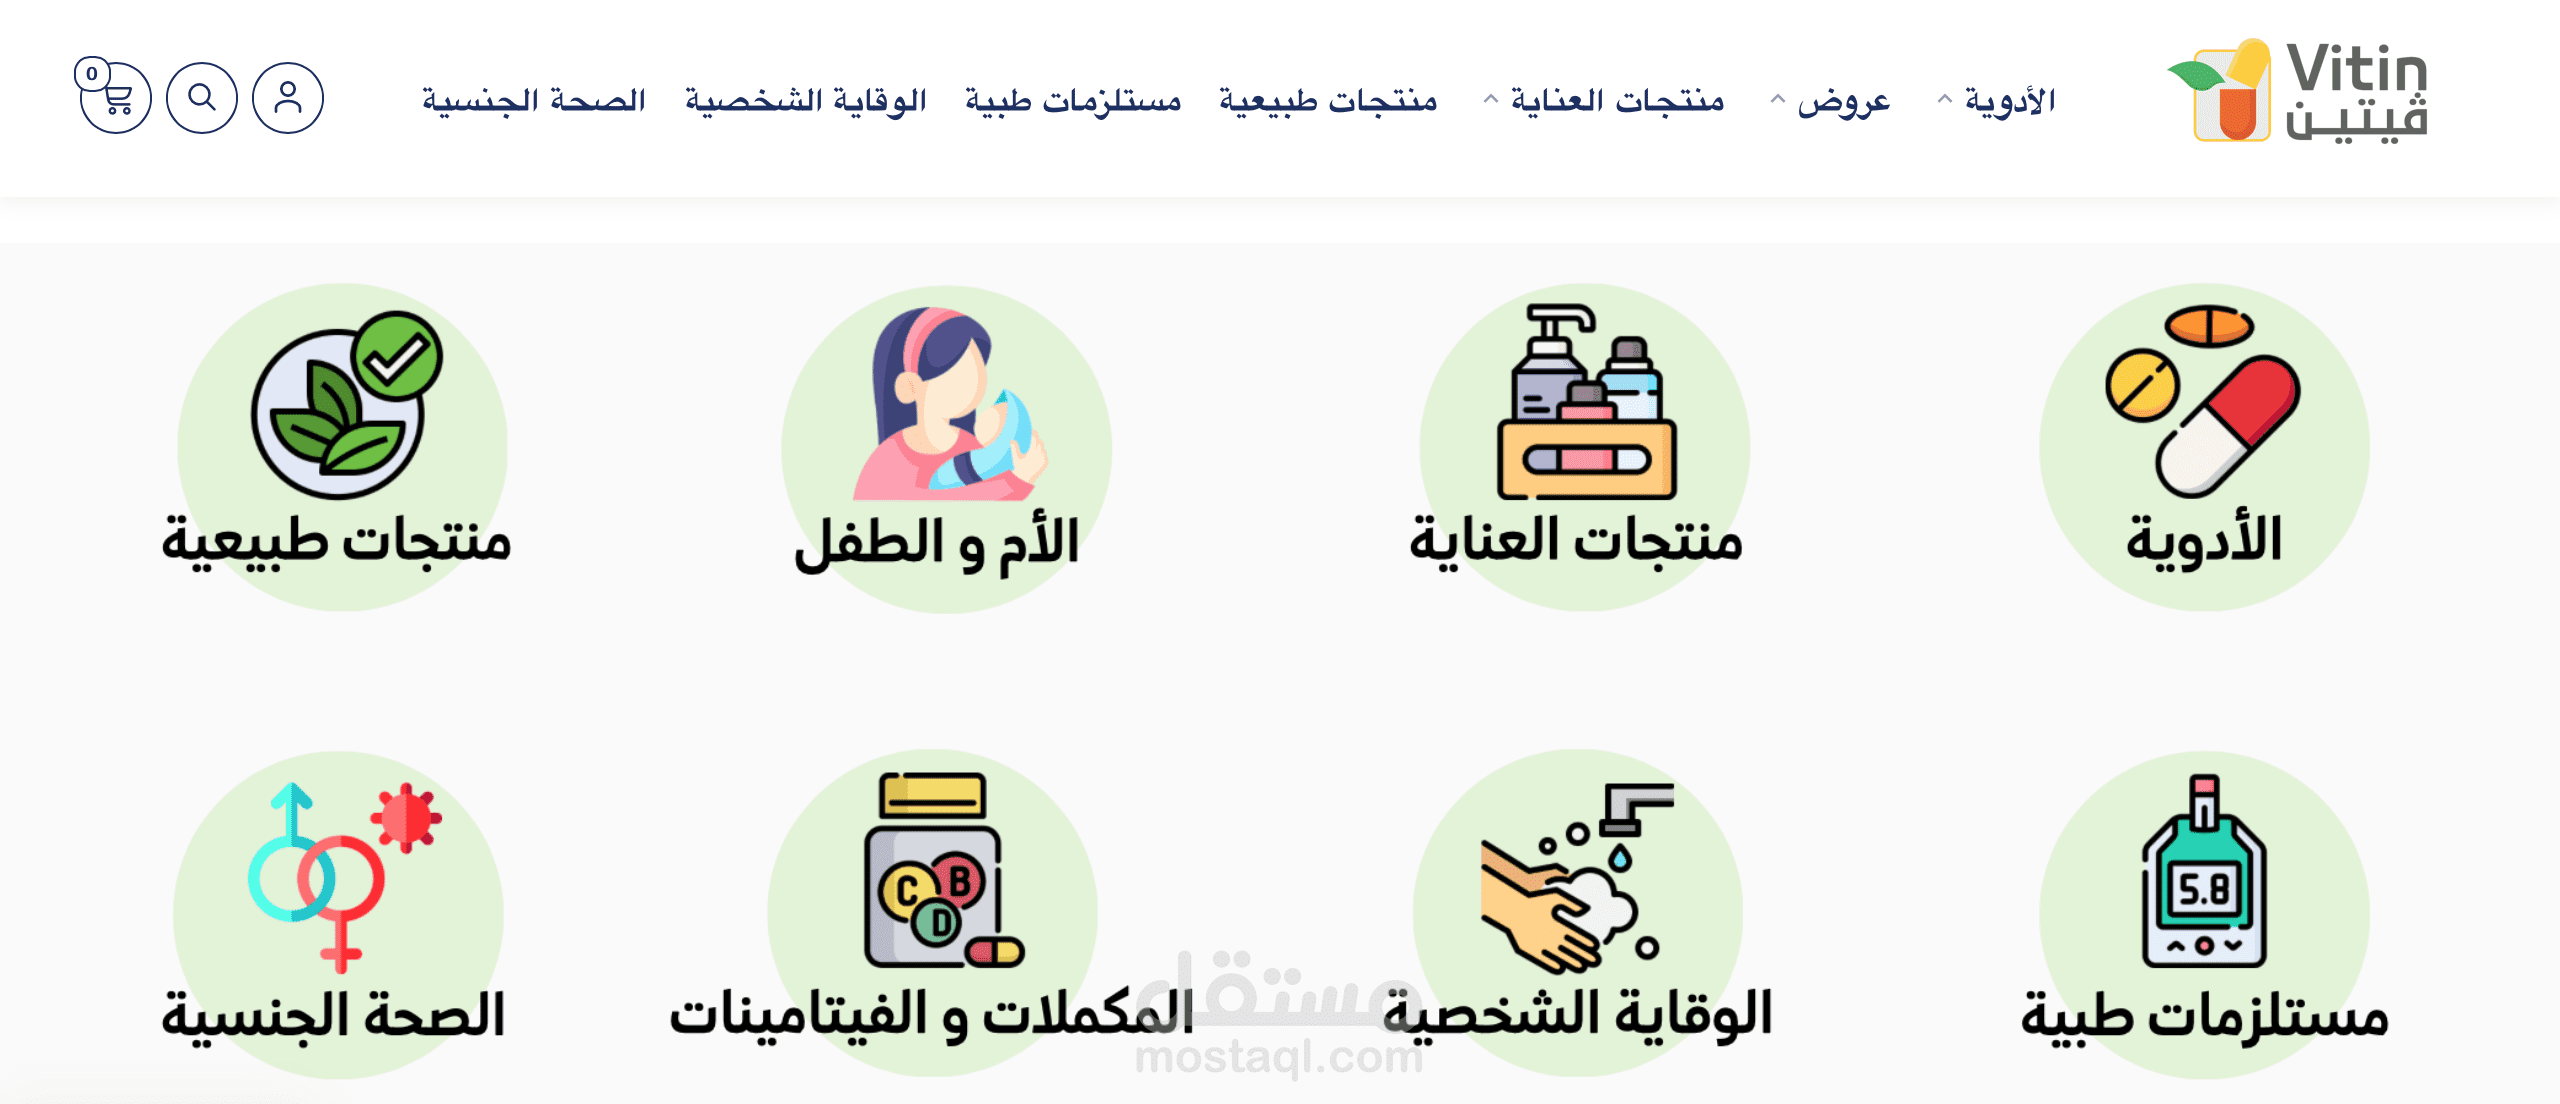 Vitin
ڤيتين
الأدوية
عروض
منتجات العناية
منتجات طبيعية
مستلزمات طبية
الوقاية الشخصية
الصحة الجنسية
0
الأدوية
منتجات العناية
الأم و الطفل
منتجات طبيعية
5.8
C B D
مستلزمات طبية
الوقاية الشخصية
المكملات و الفيتامينات
الصحة الجنسية
مستقل
mostaql.com